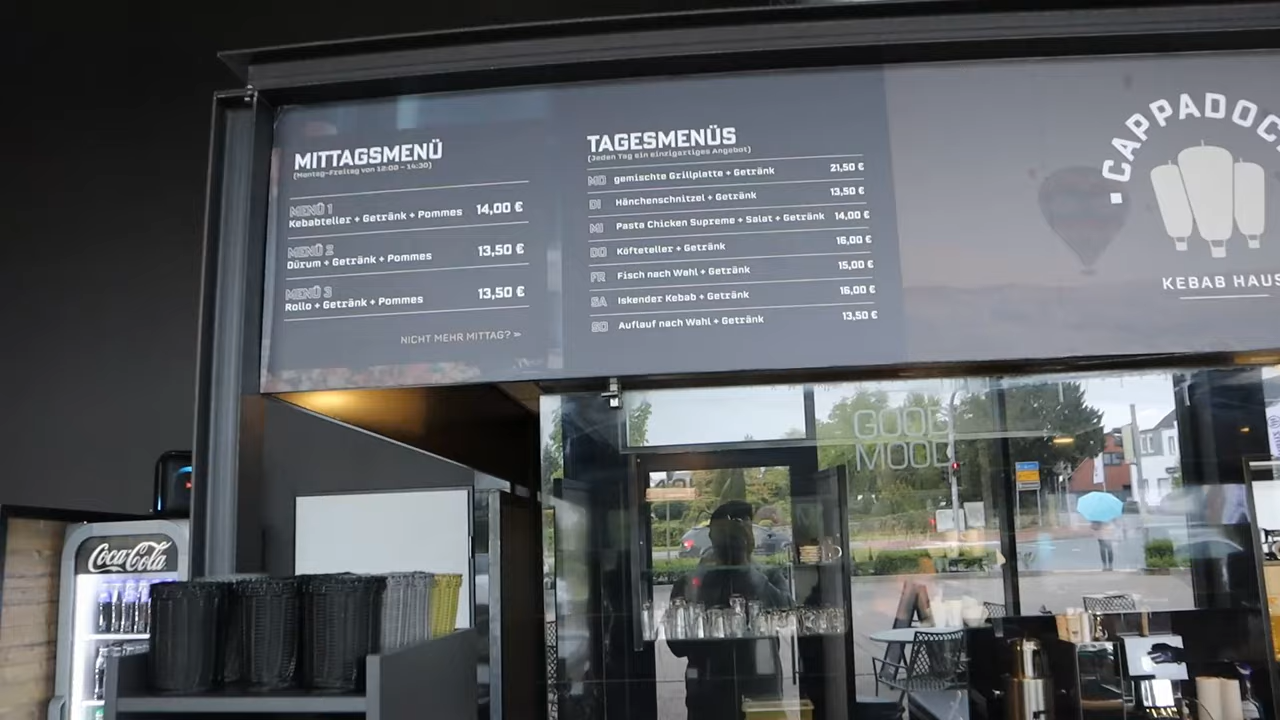 MITTAGSMENÜ
(Montag-Freitag von 12:00 - 14:30)
MENÜ 1
Kebabteller + Getränk + Pommes 14,00 €
MENÜ 2
Dürum + Getränk + Pommes 13,50 €
MENÜ 3
Rollo + Getränk + Pommes 13,50 €
NICHT MEHR MITTAG? »
TAGESMENÜS
(Jeden Tag ein einzigartiges Angebot)
MO gemischte Grillplatte + Getränk 21,50 €
DI Hänchenschnitzel + Getränk 13,50 €
MI Pasta Chicken Supreme + Salat + Getränk 14,00 €
DO Köfteteller + Getränk 16,00 €
FR Fisch nach Wahl + Getränk 15,00 €
SA Iskender Kebab + Getränk 16,00 €
SO Auflauf nach Wahl + Getränk 13,50 €
CAPPADOC
KEBAB HAUS
GOOD
MOOD
Coca-Cola